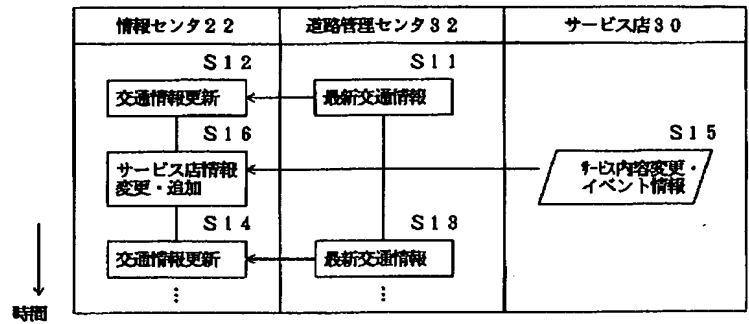 情報センタ２２
道路管理センタ３２
サービス店３０
Ｓ１２
Ｓ１１
交通情報更新
最新交通情報
Ｓ１６
Ｓ１５
サービス店情報
変更・追加
サービス内容変更・
イベント情報
Ｓ１４
Ｓ１３
交通情報更新
最新交通情報
時間